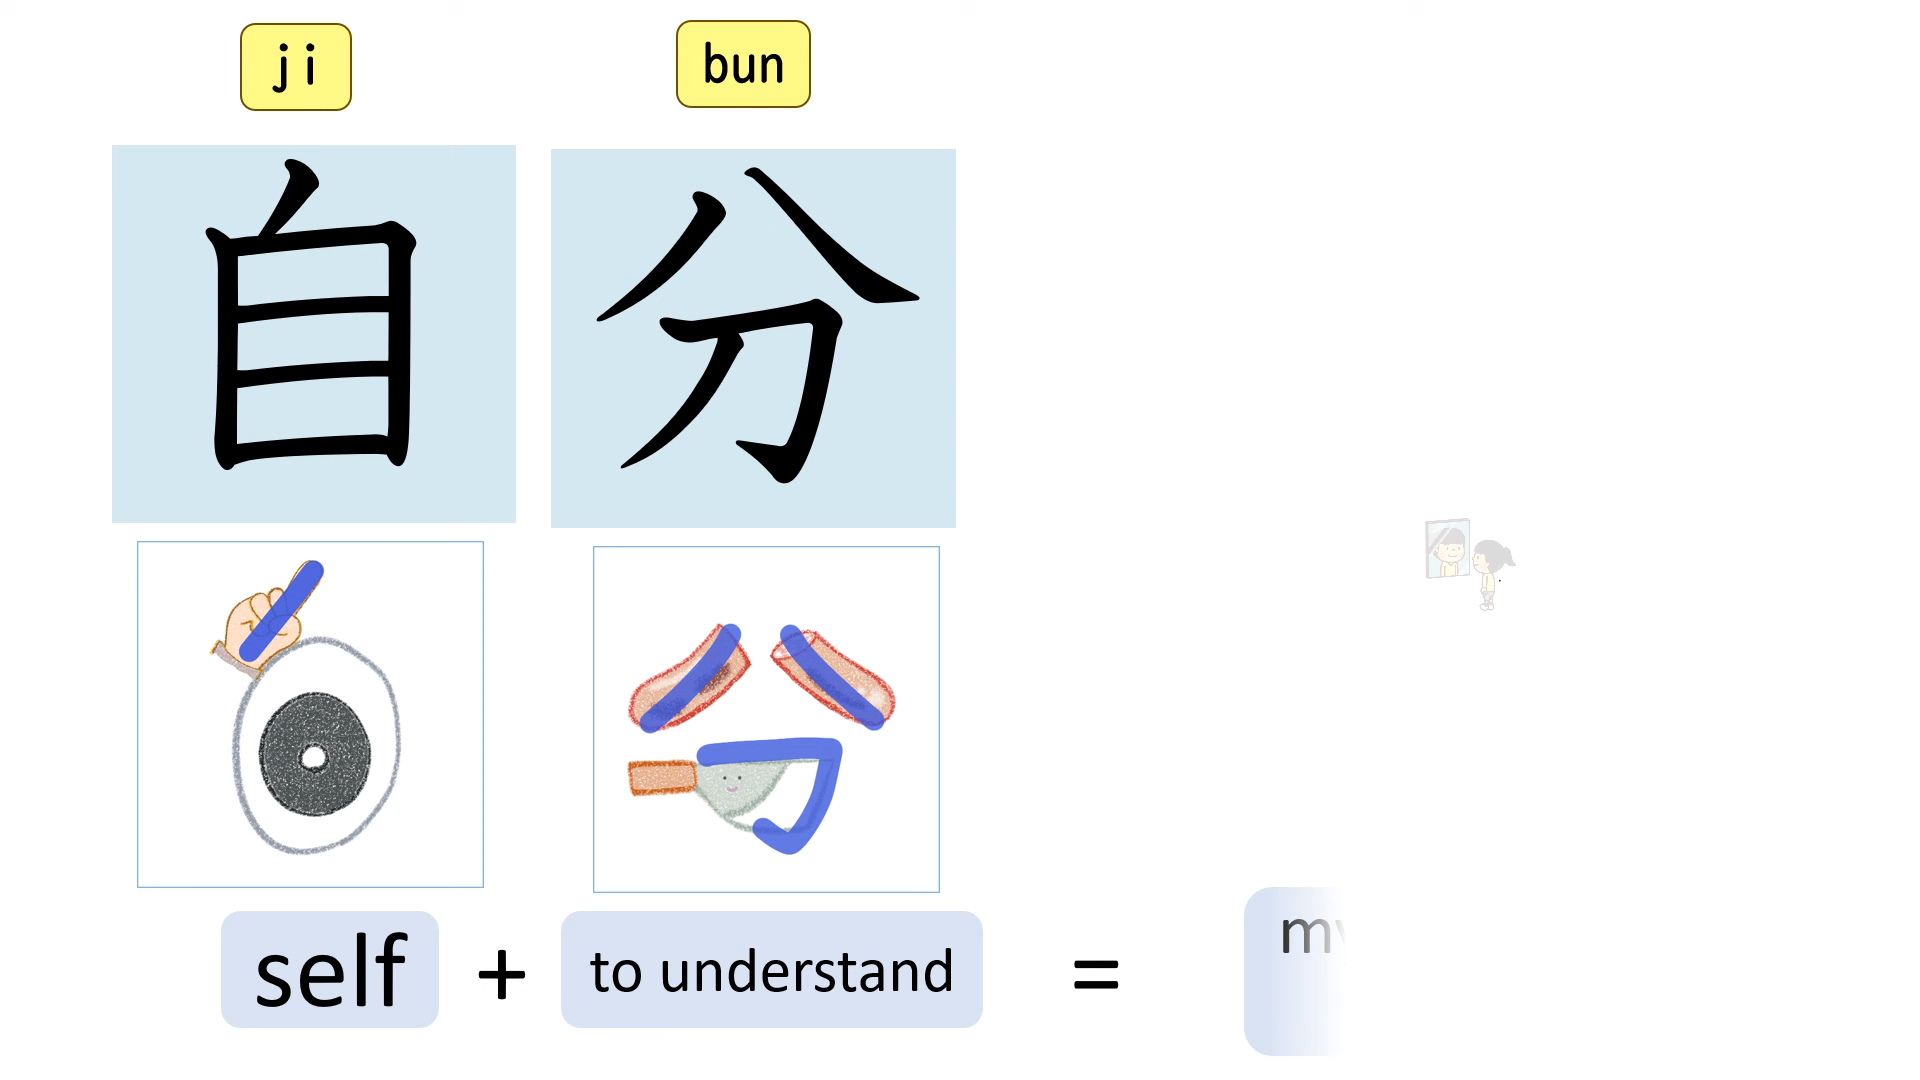 ji
bun
自分
self + to understand =